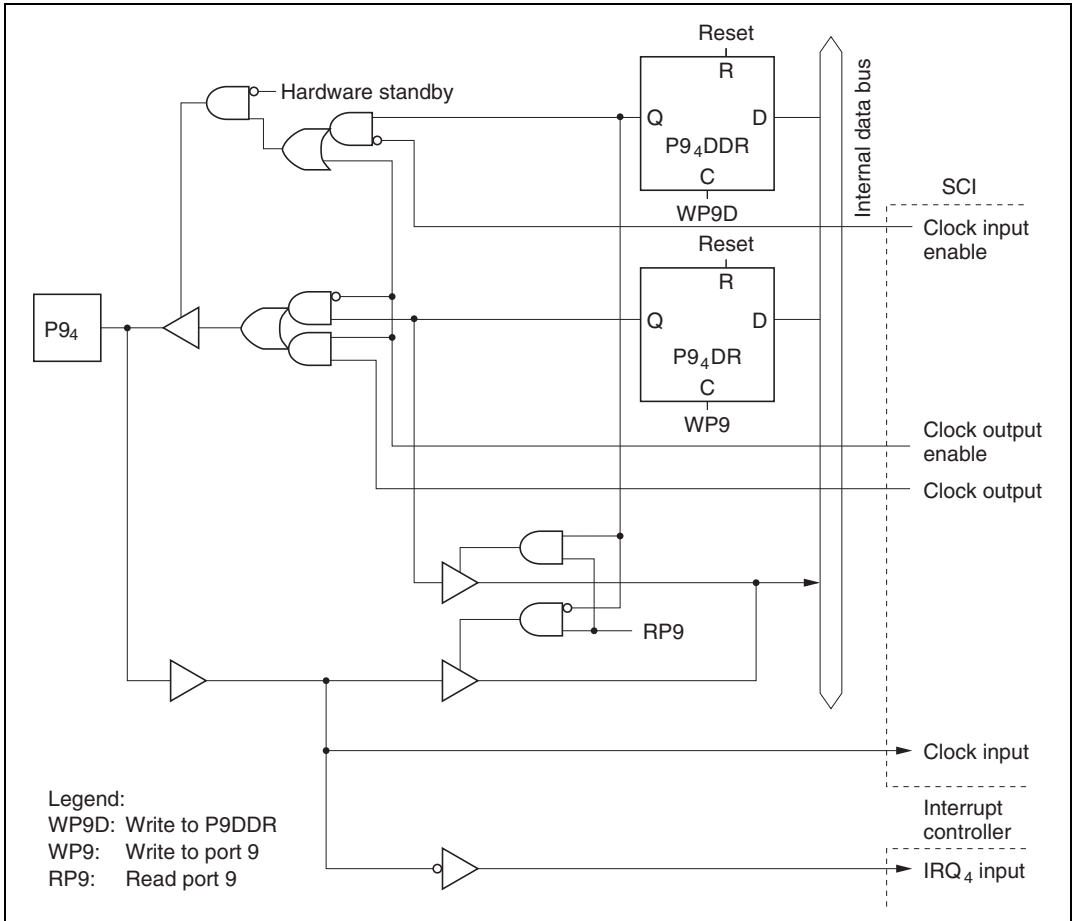 Reset
R
Hardware standby
Q
D
P9₄DDR
C
WP9D
Internal data bus
SCI
Clock input
enable
Reset
R
P9₄
Q
D
P9₄DR
C
WP9
Clock output
enable
Clock output
RP9
Clock input
Legend:
WP9D: Write to P9DDR
WP9: Write to port 9
RP9: Read port 9
Interrupt
controller
IRQ₄ input